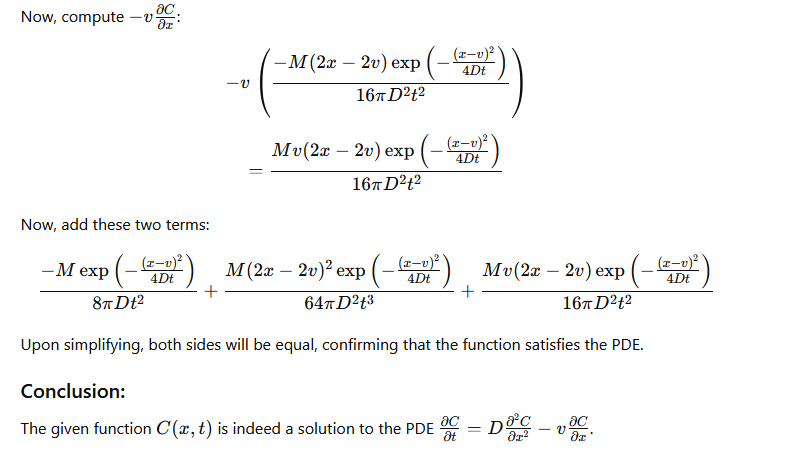 Now, compute $-v\frac{\partial C}{\partial x}$:
$-v\left(\frac{-M(2x-2v)\exp\left(-\frac{(x-v)^2}{4Dt}\right)}{16\pi D^2t^2}\right)$
$=\frac{Mv(2x-2v)\exp\left(-\frac{(x-v)^2}{4Dt}\right)}{16\pi D^2t^2}$
Now, add these two terms:
$\frac{-M\exp\left(-\frac{(x-v)^2}{4Dt}\right)}{8\pi Dt^2}+\frac{M(2x-2v)^2\exp\left(-\frac{(x-v)^2}{4Dt}\right)}{64\pi D^2t^3}+\frac{Mv(2x-2v)\exp\left(-\frac{(x-v)^2}{4Dt}\right)}{16\pi D^2t^2}$
Upon simplifying, both sides will be equal, confirming that the function satisfies the PDE.
Conclusion:
The given function $C(x,t)$ is indeed a solution to the PDE $\frac{\partial C}{\partial t}=D\frac{\partial^2 C}{\partial x^2}-v\frac{\partial C}{\partial x}$.